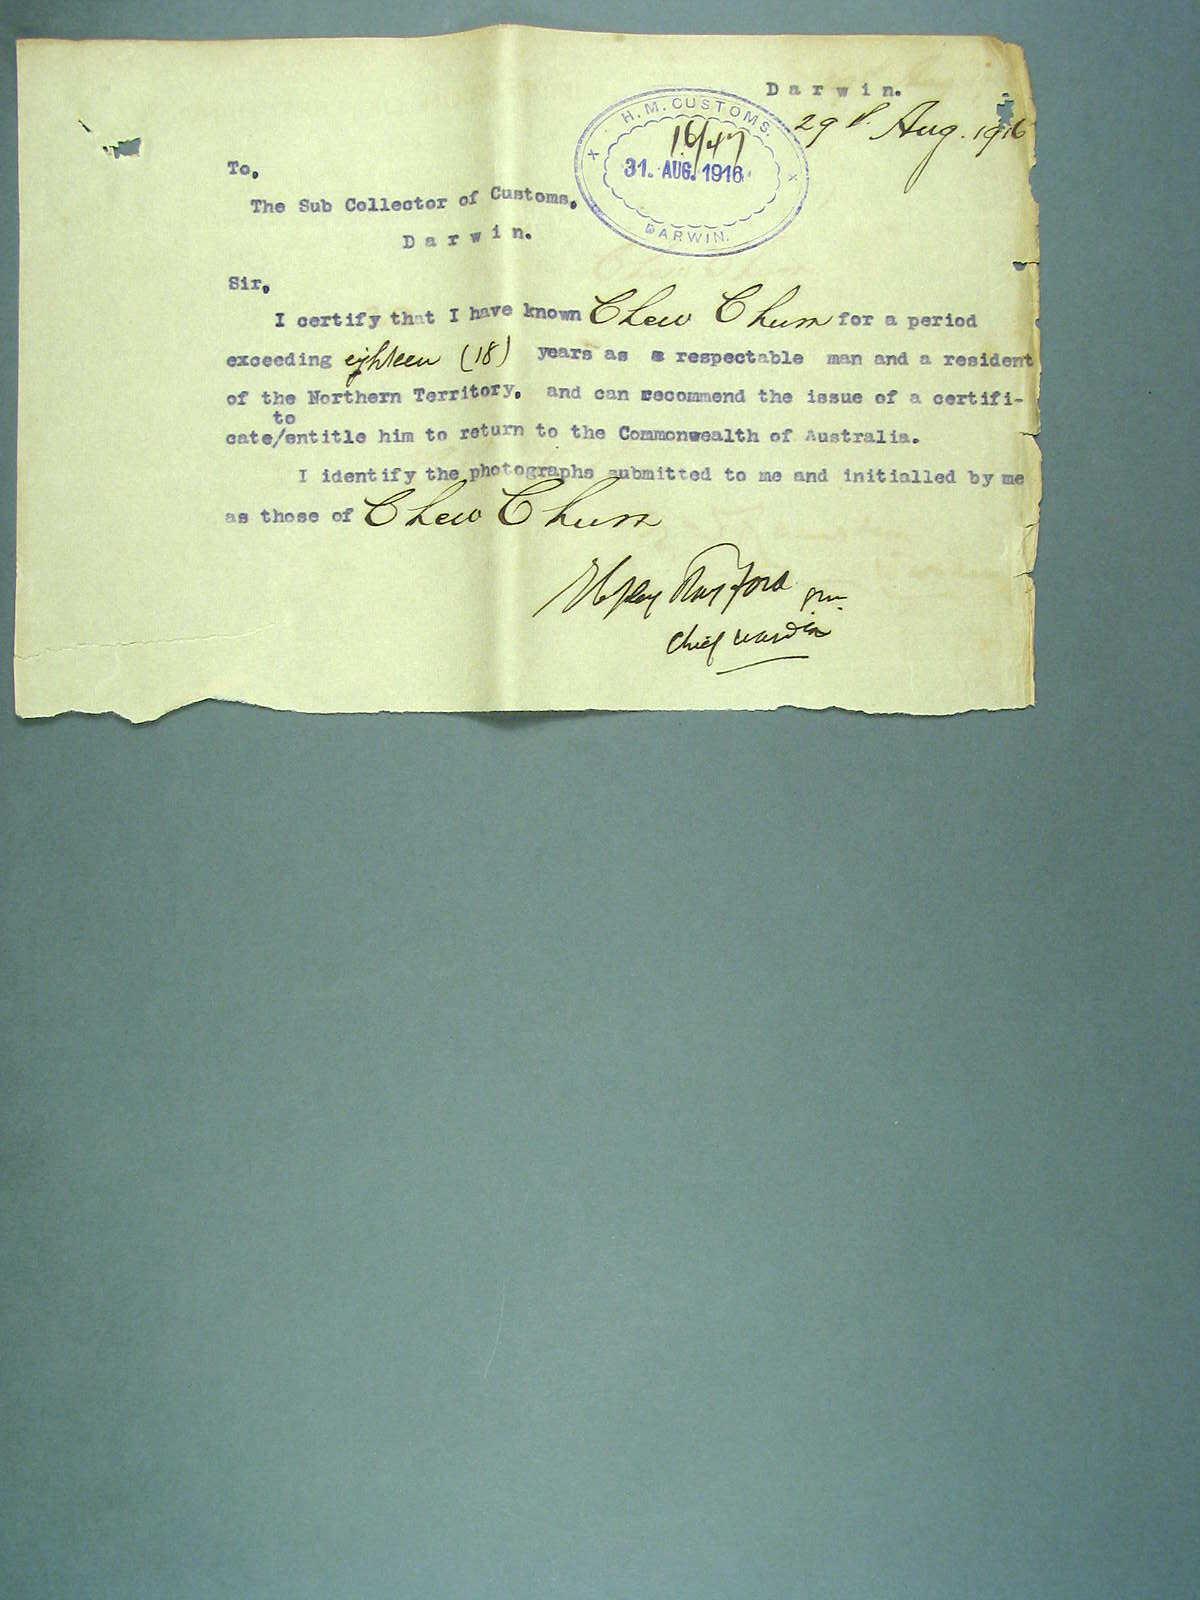 Darwin.
29th Aug. 1916
H.M. CUSTOMS.
16/47
31. AUG. 1916
DARWIN.
To,
The Sub Collector of Customs,
Darwin.
Sir,
I certify that I have known Chew Chum for a period
exceeding eighteen (18) years as a respectable man and a resident
of the Northern Territory, and can recommend the issue of a certifi-
to
cate/entitle him to return to the Commonwealth of Australia.
I identify the photographs submitted to me and initialled by me
as those of Chew Chum
Chief Warden